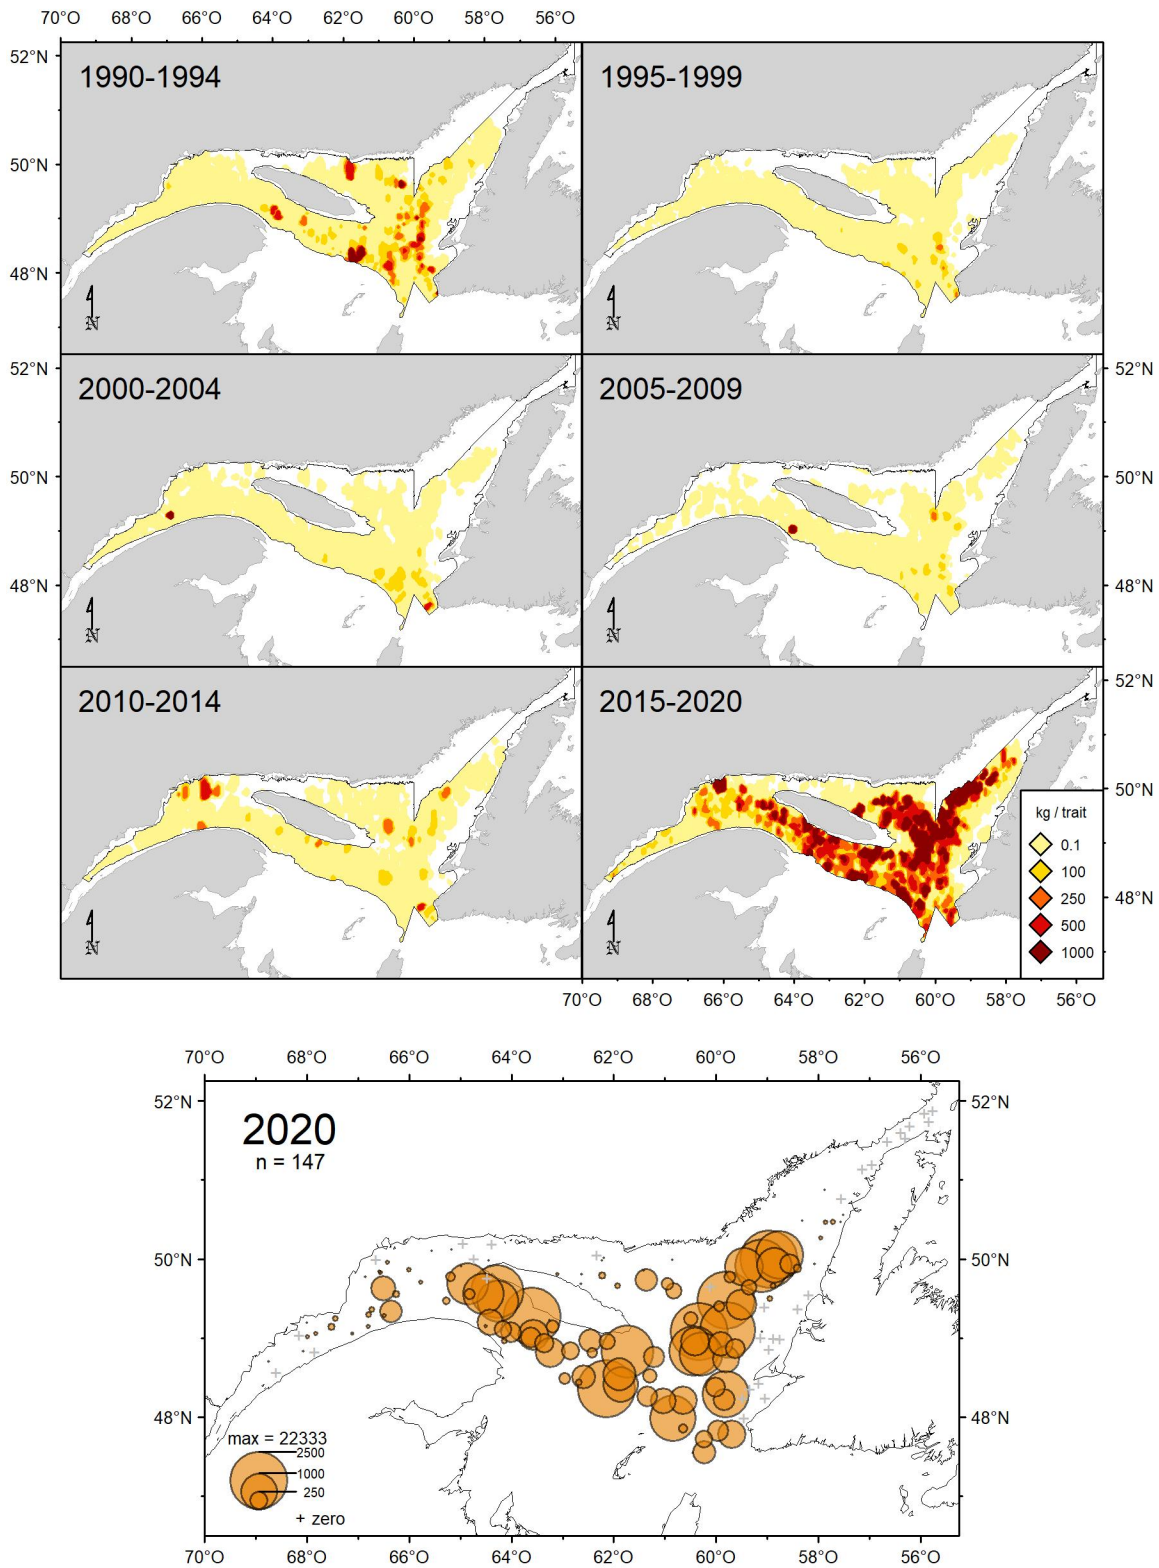 70°O 68°O 66°O 64°O 62°O 60°O 58°O 56°O
52°N
1990-1994
1995-1999
50°N
48°N
N
N
52°N
52°N
2000-2004
2005-2009
50°N
50°N
48°N
48°N
N
N
52°N
2010-2014
2015-2020
50°N
kg / trait
0.1
100
250
48°N
500
1000
N
N
70°O 68°O 66°O 64°O 62°O 60°O 58°O 56°O
70°O 68°O 66°O 64°O 62°O 60°O 58°O 56°O
52°N
52°N
2020
n = 147
50°N
50°N
48°N
48°N
max = 22333
2500
1000
250
+ zero
70°O 68°O 66°O 64°O 62°O 60°O 58°O 56°O